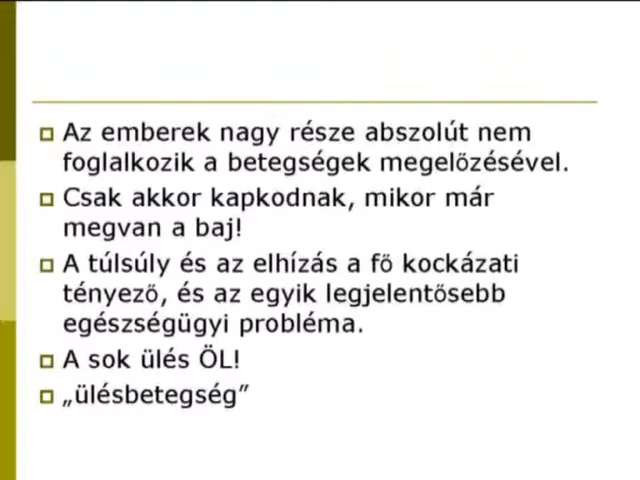 Az emberek nagy része abszolút nem
foglalkozik a betegségek megelőzésével.
Csak akkor kapkodnak, mikor már
megvan a baj!
A túlsúly és az elhízás a fő kockázati
tényező, és az egyik legjelentősebb
egészségügyi probléma.
A sok ülés ÖL!
„ülésbetegség”